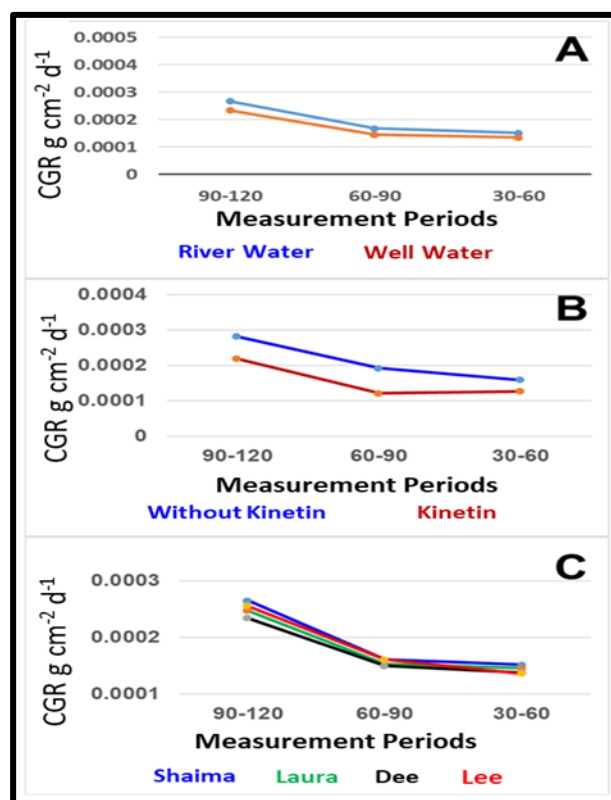 A
CGR g cm⁻² d⁻¹
0.0005
0.0004
0.0003
0.0002
0.0001
0
90-120 60-90 30-60
Measurement Periods
River Water Well Water
B
CGR g cm⁻² d⁻¹
0.0004
0.0003
0.0002
0.0001
0
90-120 60-90 30-60
Measurement Periods
Without Kinetin Kinetin
C
CGR g cm⁻² d⁻¹
0.0003
0.0002
0.0001
90-120 60-90 30-60
Measurement Periods
Shaima Laura Dee Lee